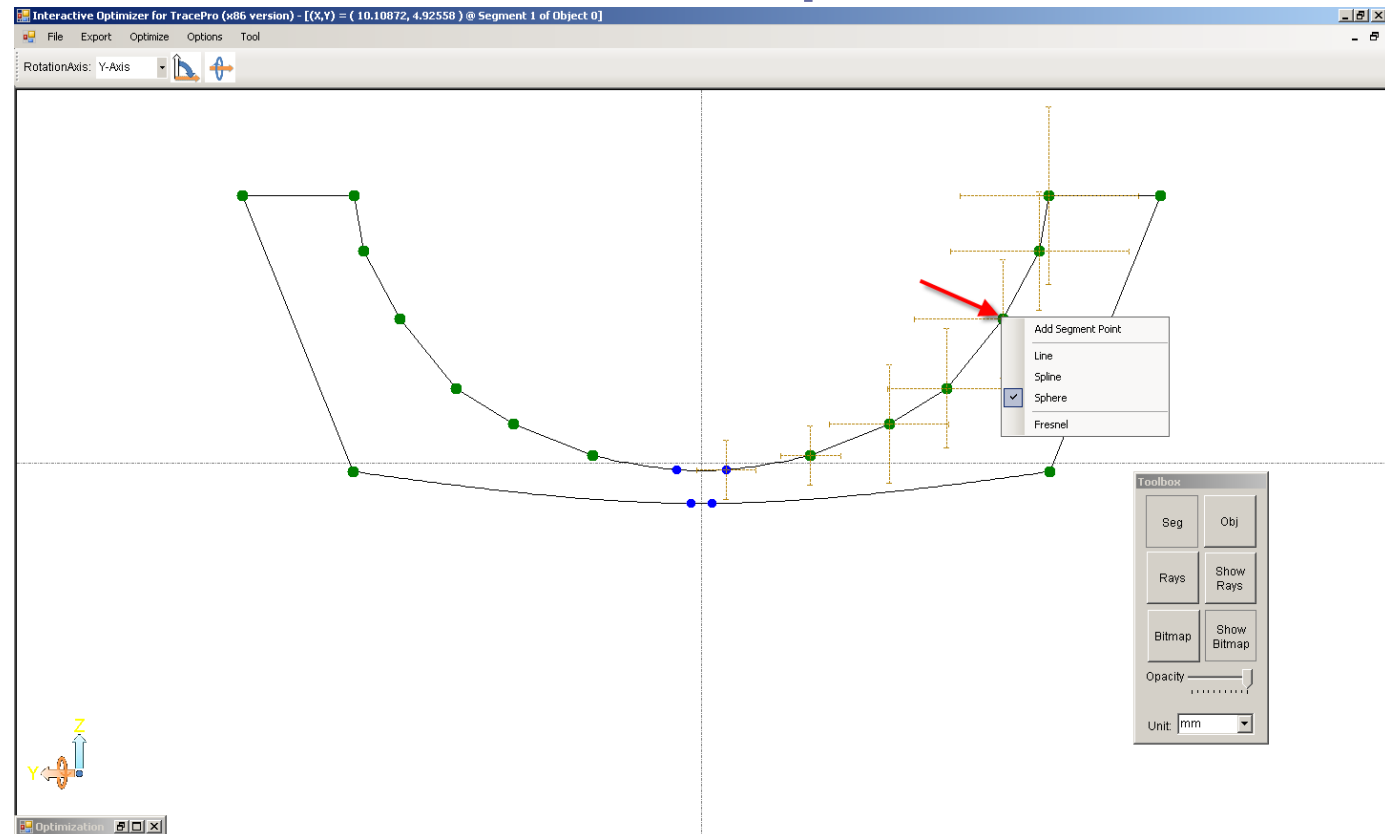 Interactive Optimizer for TracePro (x86 version) - [(X,Y) = ( 10.10872, 4.92558 ) @ Segment 1 of Object 0]
File Export Optimize Options Tool
RotationAxis: Y-Axis
Add Segment Point
Line
Spline
Sphere
Fresnel
Toolbox
Seg Obj
Rays Show Rays
Bitmap Show Bitmap
Opacity
Unit: mm
Z
Y
Optimization